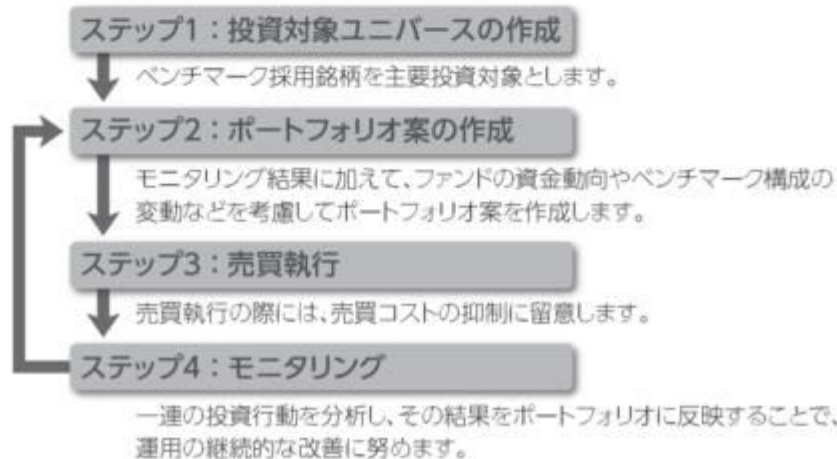 ステップ1：投資対象ユニバースの作成
ベンチマーク採用銘柄を主要投資対象とします。
ステップ2：ポートフォリオ案の作成
モニタリング結果に加えて、ファンドの資金動向やベンチマーク構成の
変動などを考慮してポートフォリオ案を作成します。
ステップ3：売買執行
売買執行の際には、売買コストの抑制に留意します。
ステップ4：モニタリング
一連の投資行動を分析し、その結果をポートフォリオに反映することで、
運用の継続的な改善に努めます。